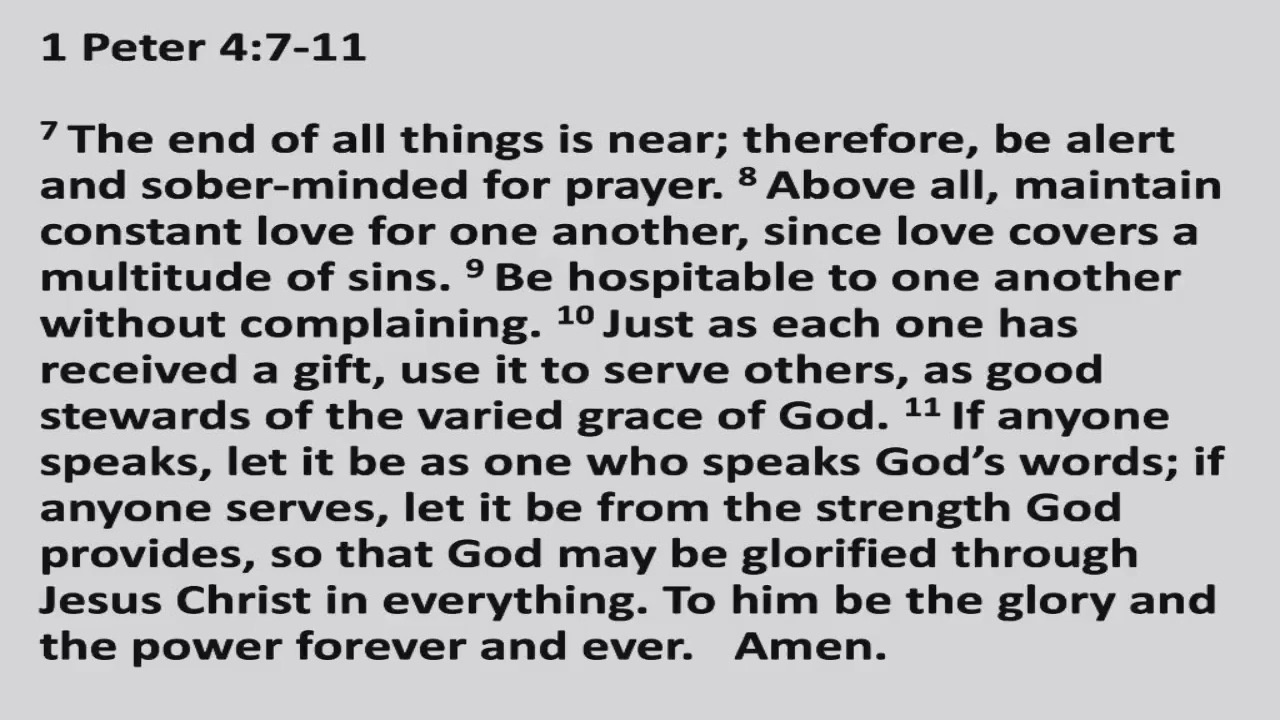 1 Peter 4:7-11
7 The end of all things is near; therefore, be alert
and sober-minded for prayer. 8 Above all, maintain
constant love for one another, since love covers a
multitude of sins. 9 Be hospitable to one another
without complaining. 10 Just as each one has
received a gift, use it to serve others, as good
stewards of the varied grace of God. 11 If anyone
speaks, let it be as one who speaks God’s words; if
anyone serves, let it be from the strength God
provides, so that God may be glorified through
Jesus Christ in everything. To him be the glory and
the power forever and ever.   Amen.